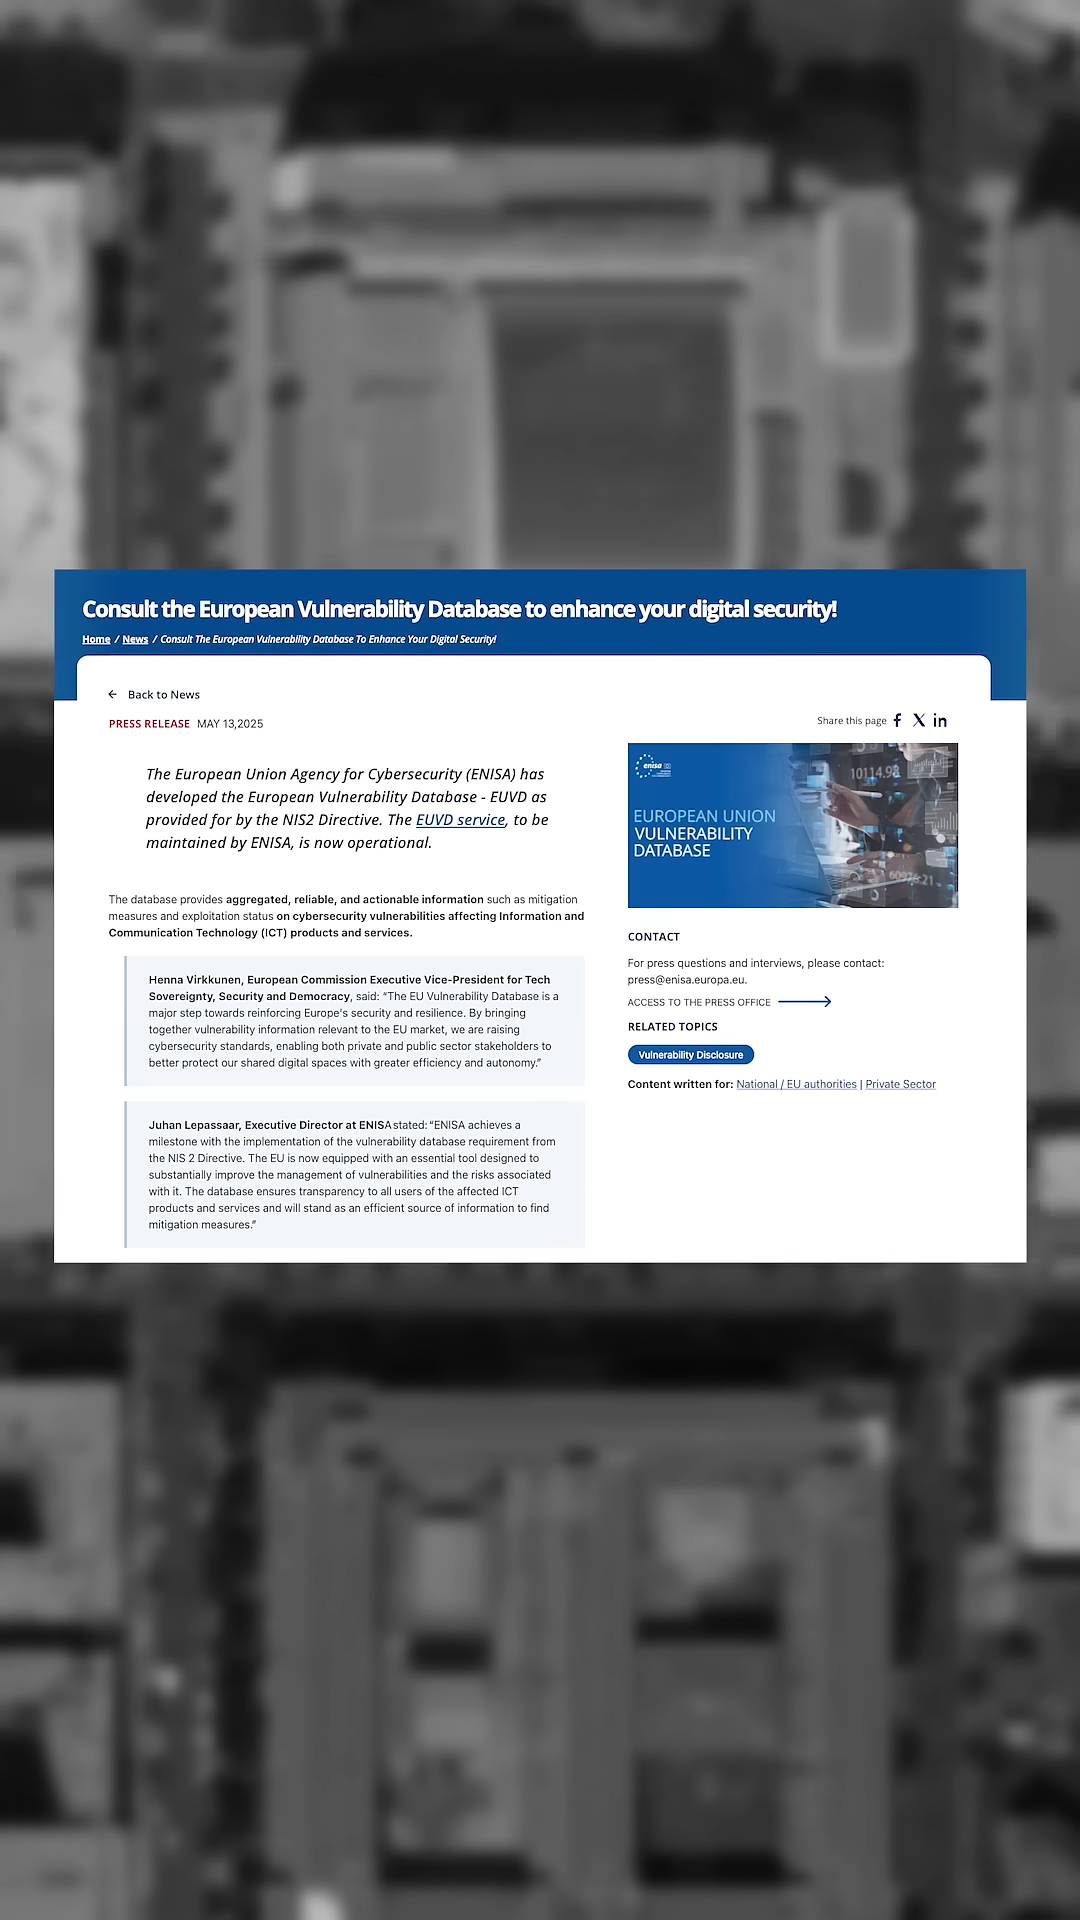 Consult the European Vulnerability Database to enhance your digital security!
Home / News / Consult The European Vulnerability Database To Enhance Your Digital Security!
Back to News
PRESS RELEASE MAY 13,2025
Share this page
The European Union Agency for Cybersecurity (ENISA) has
developed the European Vulnerability Database - EUVD as
provided for by the NIS2 Directive. The EUVD service, to be
maintained by ENISA, is now operational.
The database provides aggregated, reliable, and actionable information such as mitigation
measures and exploitation status on cybersecurity vulnerabilities affecting Information and
Communication Technology (ICT) products and services.
Henna Virkkunen, European Commission Executive Vice-President for Tech
Sovereignty, Security and Democracy, said: “The EU Vulnerability Database is a
major step towards reinforcing Europe's security and resilience. By bringing
together vulnerability information relevant to the EU market, we are raising
cybersecurity standards, enabling both private and public sector stakeholders to
better protect our shared digital spaces with greater efficiency and autonomy.”
Juhan Lepassaar, Executive Director at ENISA stated: “ENISA achieves a
milestone with the implementation of the vulnerability database requirement from
the NIS 2 Directive. The EU is now equipped with an essential tool designed to
substantially improve the management of vulnerabilities and the risks associated
with it. The database ensures transparency to all users of the affected ICT
products and services and will stand as an efficient source of information to find
mitigation measures.”
enisa
10114.98
EUROPEAN UNION
VULNERABILITY
DATABASE
CONTACT
For press questions and interviews, please contact:
press@enisa.europa.eu.
ACCESS TO THE PRESS OFFICE
RELATED TOPICS
Vulnerability Disclosure
Content written for: National / EU authorities | Private Sector